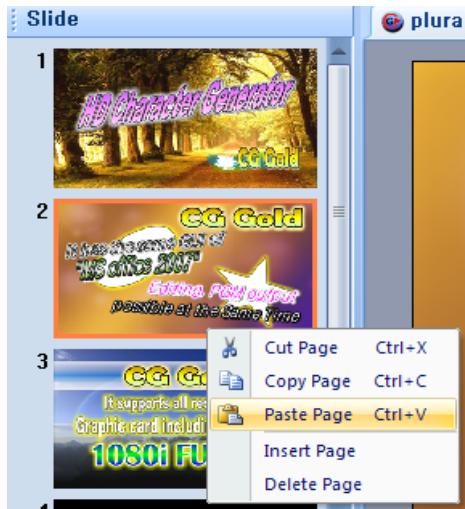 Slide
plura
1
HD Character Generator
CG Gold
2
CG Gold
It has the same GUI of
"MS office 2007"
Editing, PGM output
possible at the Same Time
3
CG G
It supports all
Graphic card includi
1080i FU
Cut Page Ctrl+X
Copy Page Ctrl+C
Paste Page Ctrl+V
Insert Page
Delete Page